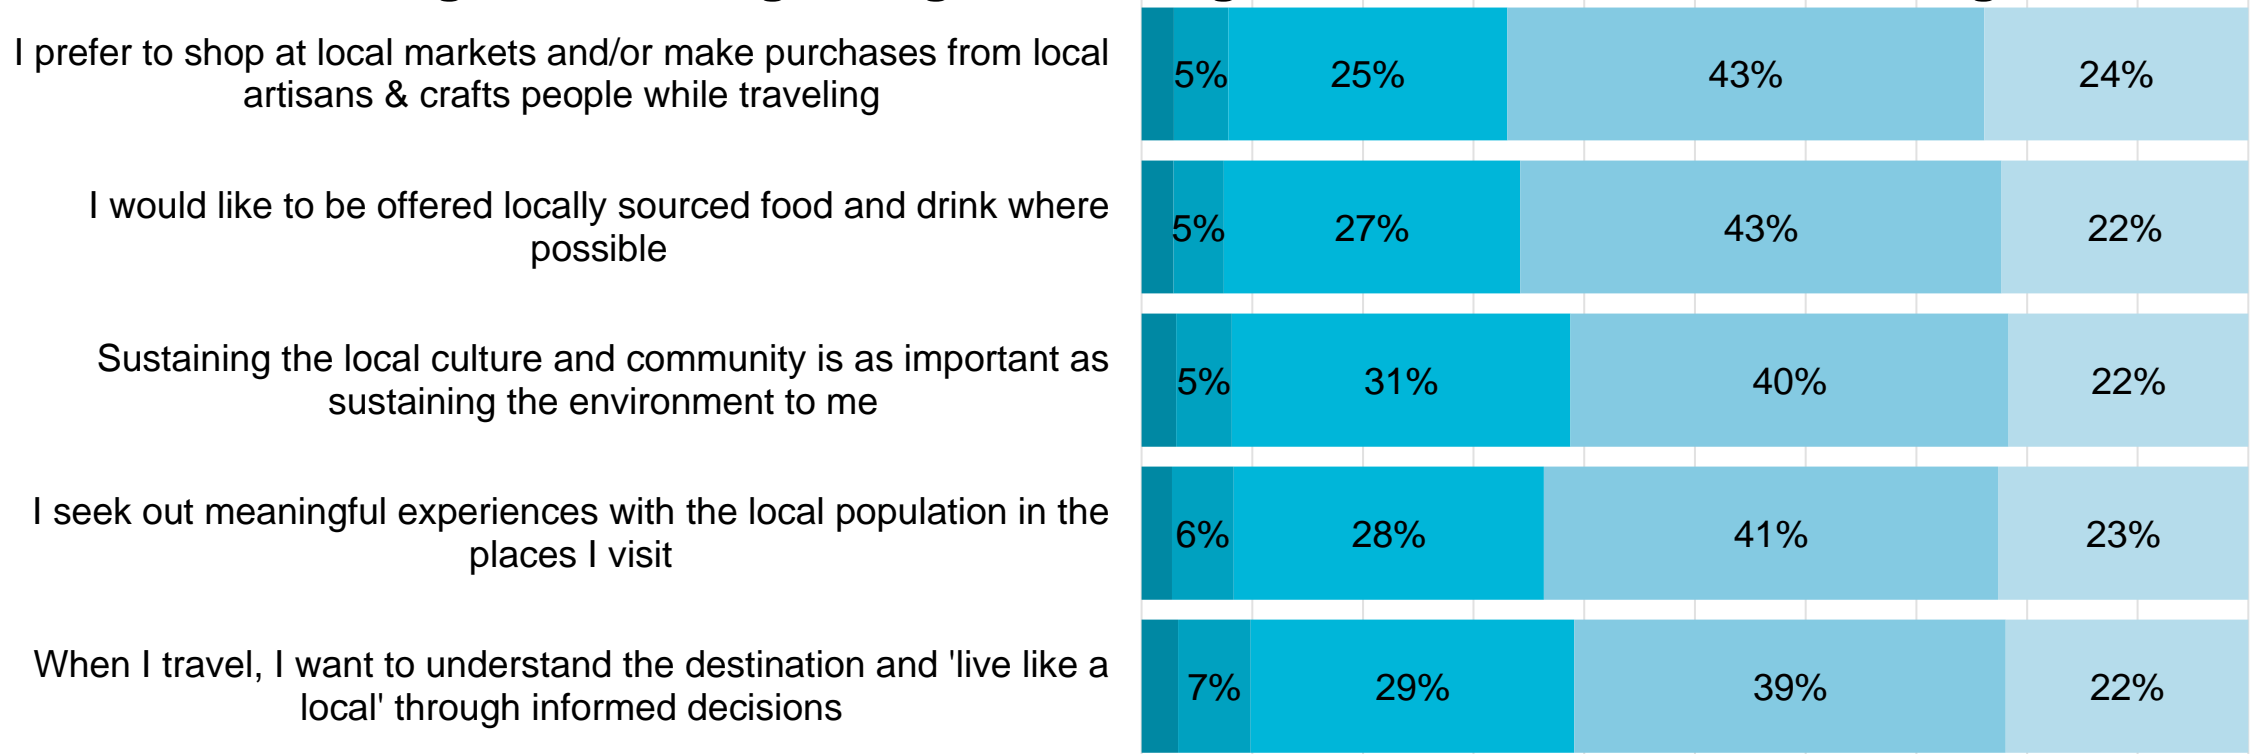 I prefer to shop at local markets and/or make purchases from local
artisans & crafts people while traveling
5% 25% 43% 24%
I would like to be offered locally sourced food and drink where
possible
5% 27% 43% 22%
Sustaining the local culture and community is as important as
sustaining the environment to me
5% 31% 40% 22%
I seek out meaningful experiences with the local population in the
places I visit
6% 28% 41% 23%
When I travel, I want to understand the destination and 'live like a
local' through informed decisions
7% 29% 39% 22%